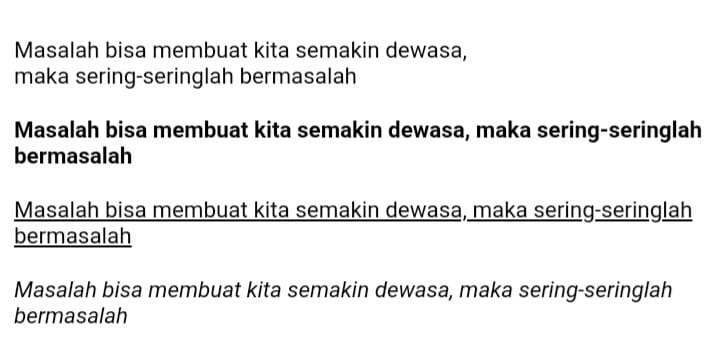 Masalah bisa membuat kita semakin dewasa,
maka sering-seringlah bermasalah
Masalah bisa membuat kita semakin dewasa, maka sering-seringlah
bermasalah
Masalah bisa membuat kita semakin dewasa, maka sering-seringlah
bermasalah
Masalah bisa membuat kita semakin dewasa, maka sering-seringlah
bermasalah